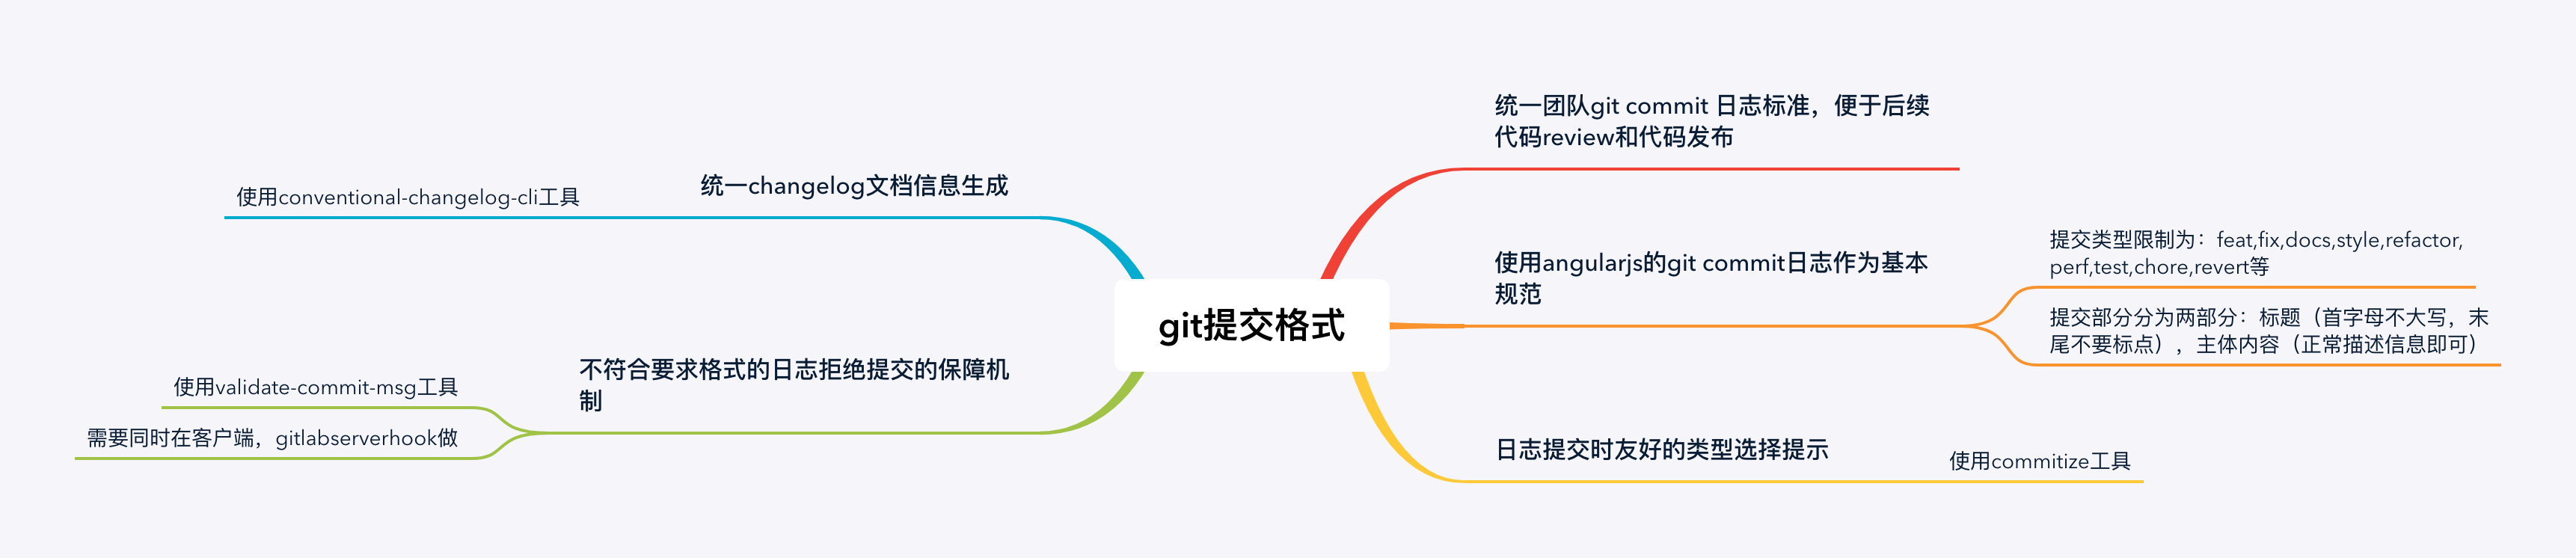 统一团队git commit 日志标准，便于后续
代码review和代码发布
使用angularjs的git commit日志作为基本
规范
提交类型限制为：feat,fix,docs,style,refactor,
perf,test,chore,revert等
提交部分分为两部分：标题（首字母不大写，末
尾不要标点），主体内容（正常描述信息即可）
日志提交时友好的类型选择提示
使用commitize工具
git提交格式
统一changelog文档信息生成
使用conventional-changelog-cli工具
不符合要求格式的日志拒绝提交的保障机
制
使用validate-commit-msg工具
需要同时在客户端，gitlabserverhook做